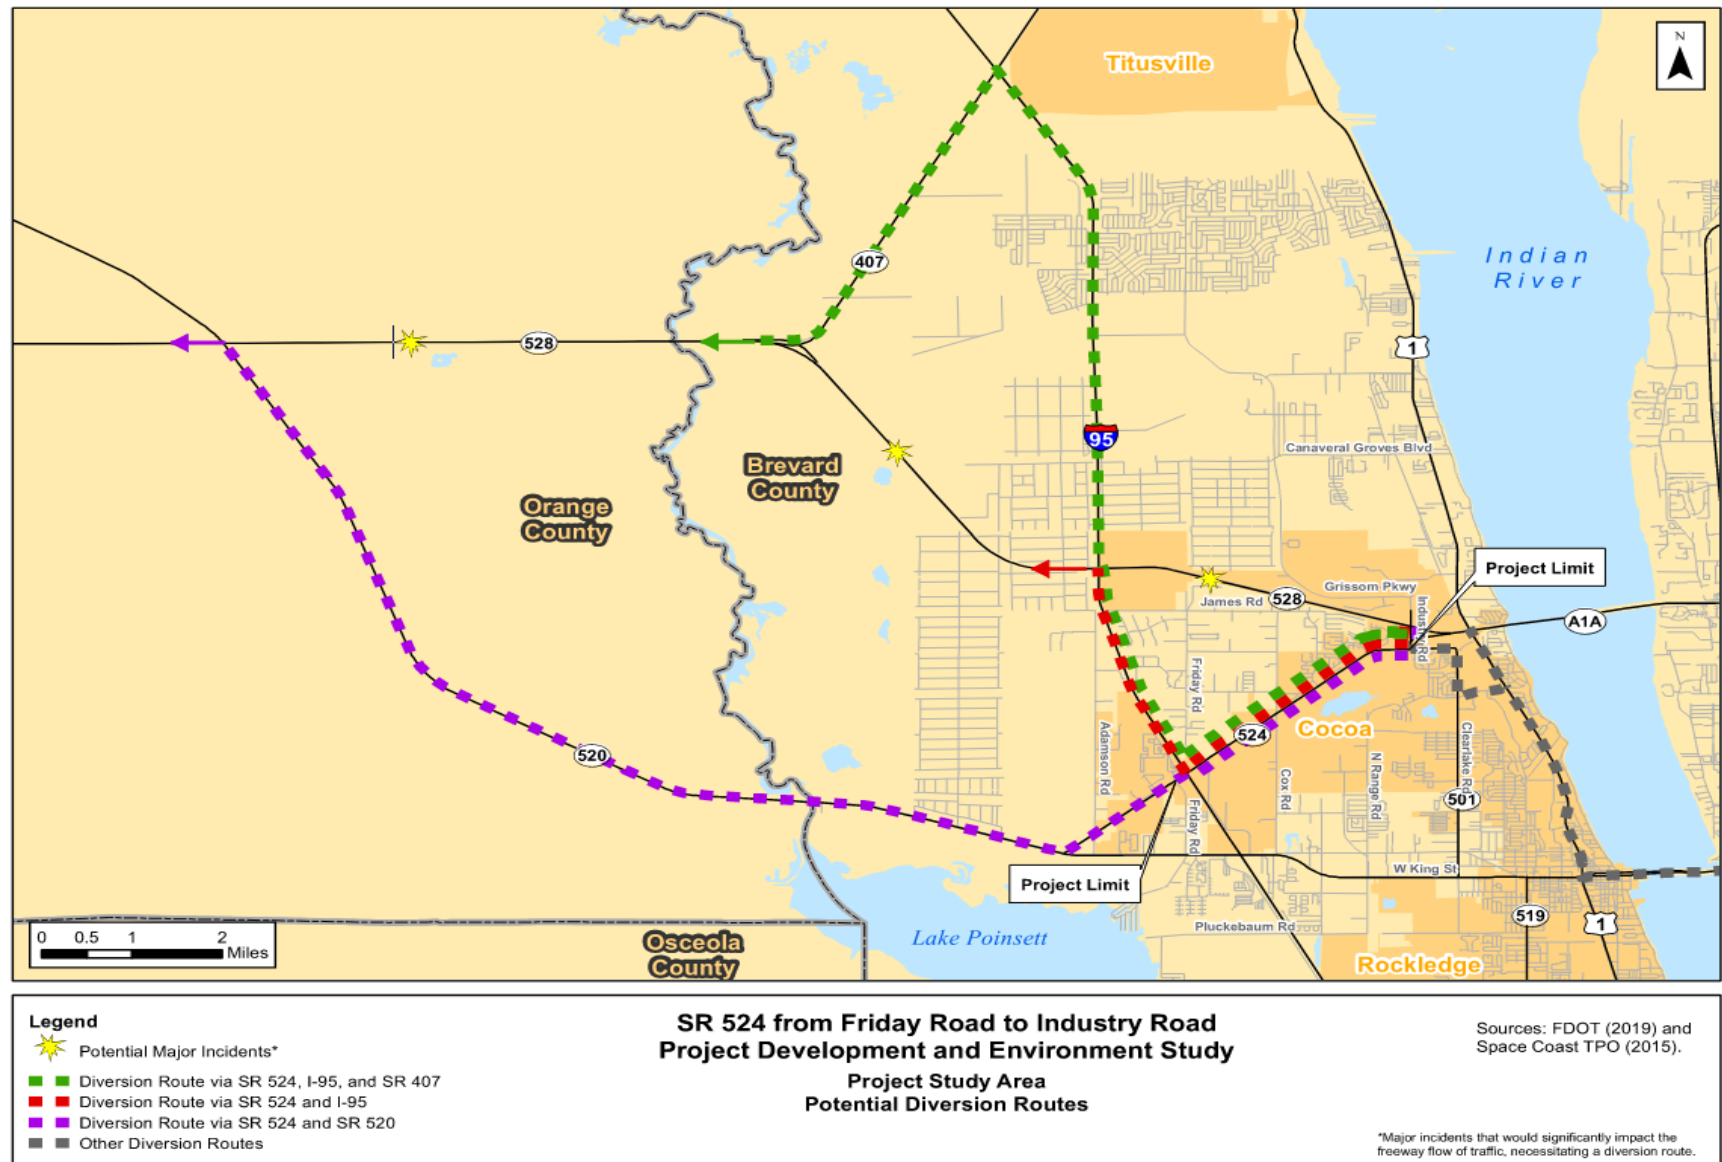 Titusville
N
Indian
River
407
528
1
95
Canaveral Groves Blvd
Brevard
County
Orange
County
Project Limit
Grissom Pkwy
James Rd
528
Industry Rd
A1A
Friday Rd
524
Cocoa
Adamson Rd
Cox Rd
N Range Rd
Clearlake Rd
520
501
Friday Rd
W King St
Project Limit
519
1
Pluckebaum Rd
Lake Poinsett
Osceola
County
Rockledge
0 0.5 1 2
Miles
Legend
Potential Major Incidents*
Diversion Route via SR 524, I-95, and SR 407
Diversion Route via SR 524 and I-95
Diversion Route via SR 524 and SR 520
Other Diversion Routes
SR 524 from Friday Road to Industry Road
Project Development and Environment Study
Project Study Area
Potential Diversion Routes
Sources: FDOT (2019) and
Space Coast TPO (2015).
*Major incidents that would significantly impact the
freeway flow of traffic, necessitating a diversion route.